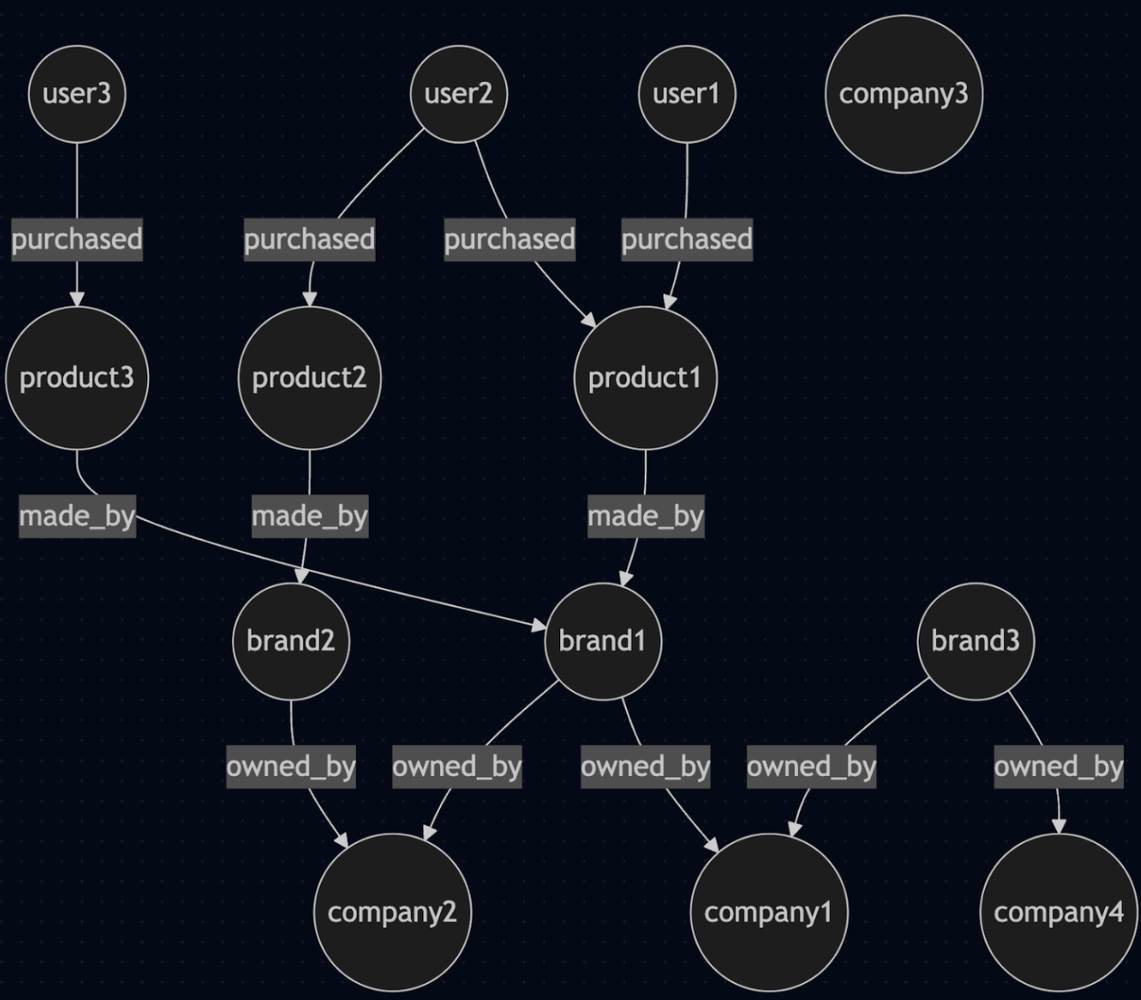 user3
user2
user1
company3
purchased
purchased
purchased
purchased
product3
product2
product1
made_by
made_by
made_by
brand2
brand1
brand3
owned_by
owned_by
owned_by
owned_by
owned_by
company2
company1
company4